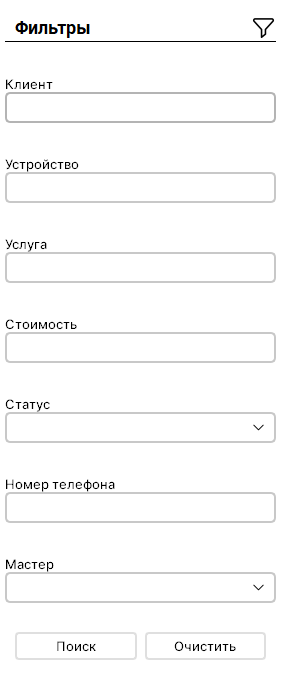 Фильтры
Клиент
Устройство
Услуга
Стоимость
Статус
Номер телефона
Мастер
Поиск
Очистить